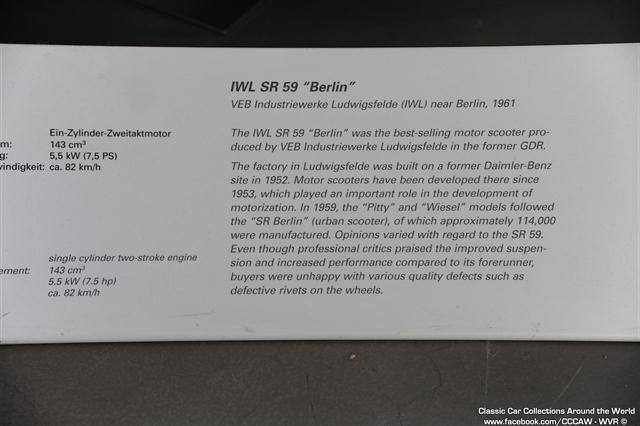 Ein-Zylinder-Zweitaktmotor
m: 143 cm³
g: 5,5 kW (7,5 PS)
windigkeit: ca. 82 km/h
single cylinder two-stroke engine
ement: 143 cm³
5.5 kW (7.5 hp)
ca. 82 km/h
IWL SR 59 “Berlin”
VEB Industriewerke Ludwigsfelde (IWL) near Berlin, 1961
The IWL SR 59 “Berlin” was the best-selling motor scooter pro-
duced by VEB Industriewerke Ludwigsfelde in the former GDR.
The factory in Ludwigsfelde was built on a former Daimler-Benz
site in 1952. Motor scooters have been developed there since
1953, which played an important role in the development of
motorization. In 1959, the “Pitty” and “Wiesel” models followed
the “SR Berlin” (urban scooter), of which approximately 114,000
were manufactured. Opinions varied with regard to the SR 59.
Even though professional critics praised the improved suspen-
sion and increased performance compared to its forerunner,
buyers were unhappy with various quality defects such as
defective rivets on the wheels.
Classic Car Collections Around the World
www.facebook.com/CCCAW - WVR ©